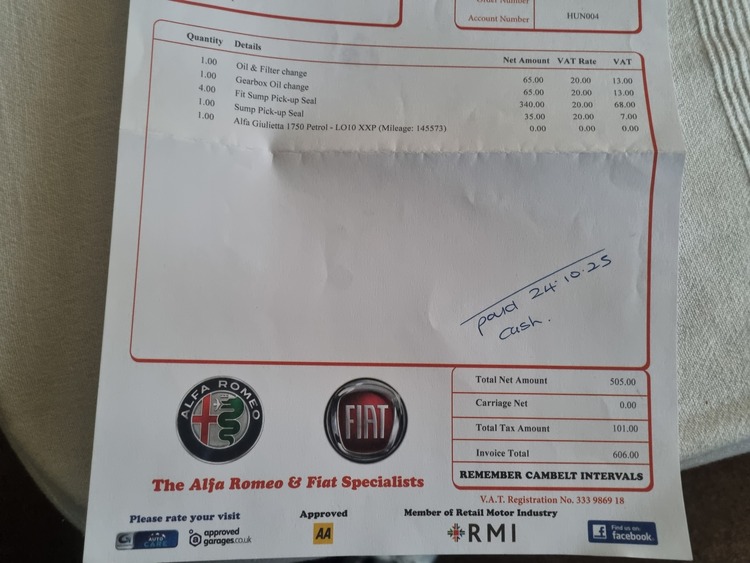 Account Number HUN004
Quantity Details Net Amount VAT Rate VAT
1.00 Oil & Filter change 65.00 20.00 13.00
1.00 Gearbox Oil change 65.00 20.00 13.00
4.00 Fit Sump Pick-up Seal 340.00 20.00 68.00
1.00 Sump Pick-up Seal 35.00 20.00 7.00
1.00 Alfa Giulietta 1750 Petrol - LO10 XXP (Mileage: 145573) 0.00 0.00 0.00
paid 24.10.25
cash.
Total Net Amount 505.00
Carriage Net 0.00
Total Tax Amount 101.00
Invoice Total 606.00
REMEMBER CAMBELT INTERVALS
ALFA ROMEO
FIAT
The Alfa Romeo & Fiat Specialists
V.A.T. Registration No. 333 9869 18
Please rate your visit
Approved
Member of Retail Motor Industry
approved garages.co.uk
AA
RMI
Find us on: facebook